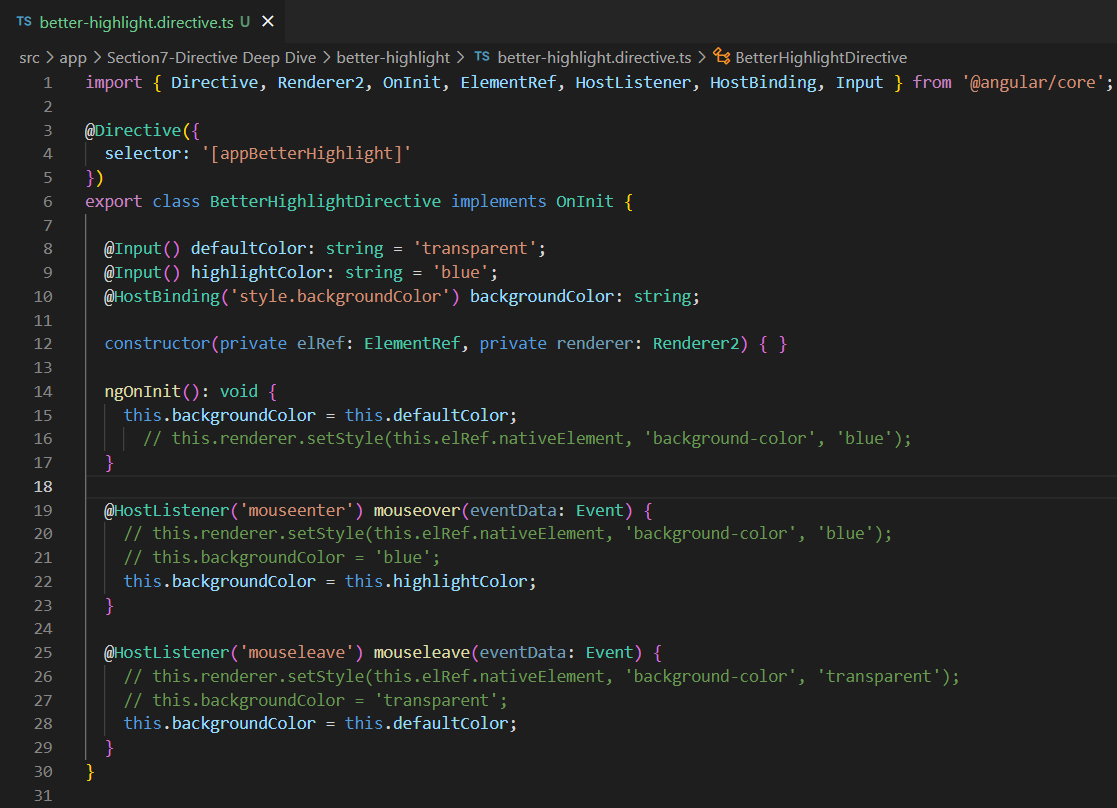 TS better-highlight.directive.ts U ×
src > app > Section7-Directive Deep Dive > better-highlight > TS better-highlight.directive.ts > BetterHighlightDirective
1 import { Directive, Renderer2, OnInit, ElementRef, HostListener, HostBinding, Input } from '@angular/core';
2
3 @Directive({
4   selector: '[appBetterHighlight]'
5 })
6 export class BetterHighlightDirective implements OnInit {
7
8   @Input() defaultColor: string = 'transparent';
9   @Input() highlightColor: string = 'blue';
10   @HostBinding('style.backgroundColor') backgroundColor: string;
11
12   constructor(private elRef: ElementRef, private renderer: Renderer2) { }
13
14   ngOnInit(): void {
15     this.backgroundColor = this.defaultColor;
16       // this.renderer.setStyle(this.elRef.nativeElement, 'background-color', 'blue');
17   }
18
19   @HostListener('mouseenter') mouseover(eventData: Event) {
20     // this.renderer.setStyle(this.elRef.nativeElement, 'background-color', 'blue');
21     // this.backgroundColor = 'blue';
22     this.backgroundColor = this.highlightColor;
23   }
24
25   @HostListener('mouseleave') mouseleave(eventData: Event) {
26     // this.renderer.setStyle(this.elRef.nativeElement, 'background-color', 'transparent');
27     // this.backgroundColor = 'transparent';
28     this.backgroundColor = this.defaultColor;
29   }
30 }
31